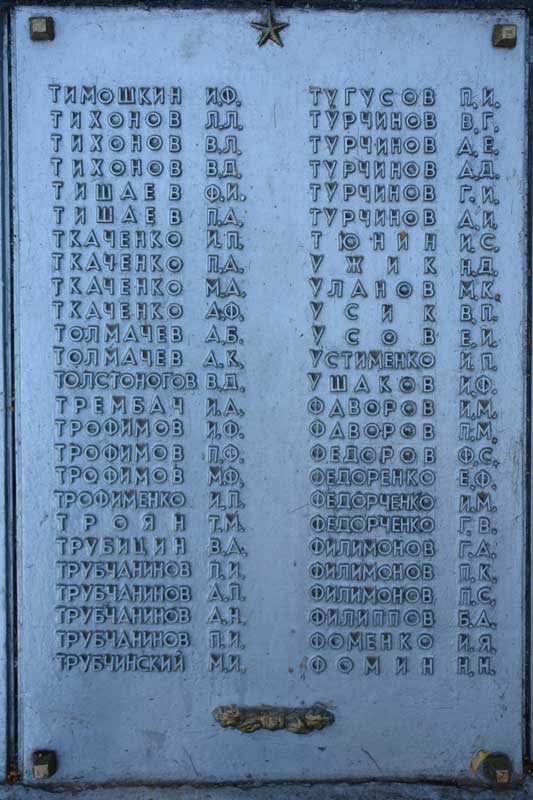 ТИМОШКИН И.Ф.
ТИХОНОВ Л.Л.
ТИХОНОВ В.Л.
ТИХОНОВ В.Д.
ТИШАЕВ Ф.И.
ТИШАЕВ П.А.
ТКАЧЕНКО И.П.
ТКАЧЕНКО П.А.
ТКАЧЕНКО М.А.
ТКАЧЕНКО А.Ф.
ТОЛМАЧЕВ А.Б.
ТОЛМАЧЕВ А.К.
ТОЛСТОНОГОВ В.Д.
ТРЕМБАЧ И.А.
ТРОФИМОВ И.Ф.
ТРОФИМОВ П.Ф.
ТРОФИМОВ М.Ф.
ТРОФИМЕНКО И.П.
ТРОЯН Т.М.
ТРУБИЦИН В.Д.
ТРУБЧАНИНОВ П.И.
ТРУБЧАНИНОВ А.П.
ТРУБЧАНИНОВ А.Н.
ТРУБЧАНИНОВ П.И.
ТРУБЧИНСКИЙ М.И.
ТУГУСОВ П.И.
ТУРЧИНОВ В.Г.
ТУРЧИНОВ А.Е.
ТУРЧИНОВ А.Д.
ТУРЧИНОВ Г.И.
ТУРЧИНОВ А.И.
ТЮНИН И.С.
УЖИК Н.Д.
УЛАНОВ М.К.
УСИК В.П.
УСОВ Е.И.
УСТИМЕНКО И.П.
УШАКОВ И.Ф.
ФАВОРОВ И.М.
ФАВОРОВ П.М.
ФЕДОРОВ Ф.С.
ФЕДОРЕНКО Е.Ф.
ФЕДОРЧЕНКО И.М.
ФЕДОРЧЕНКО Г.В.
ФИЛИМОНОВ Г.А.
ФИЛИМОНОВ П.К.
ФИЛИМОНОВ П.С.
ФИЛИППОВ Б.А.
ФОМЕНКО И.Я.
ФОМИН Н.Н.